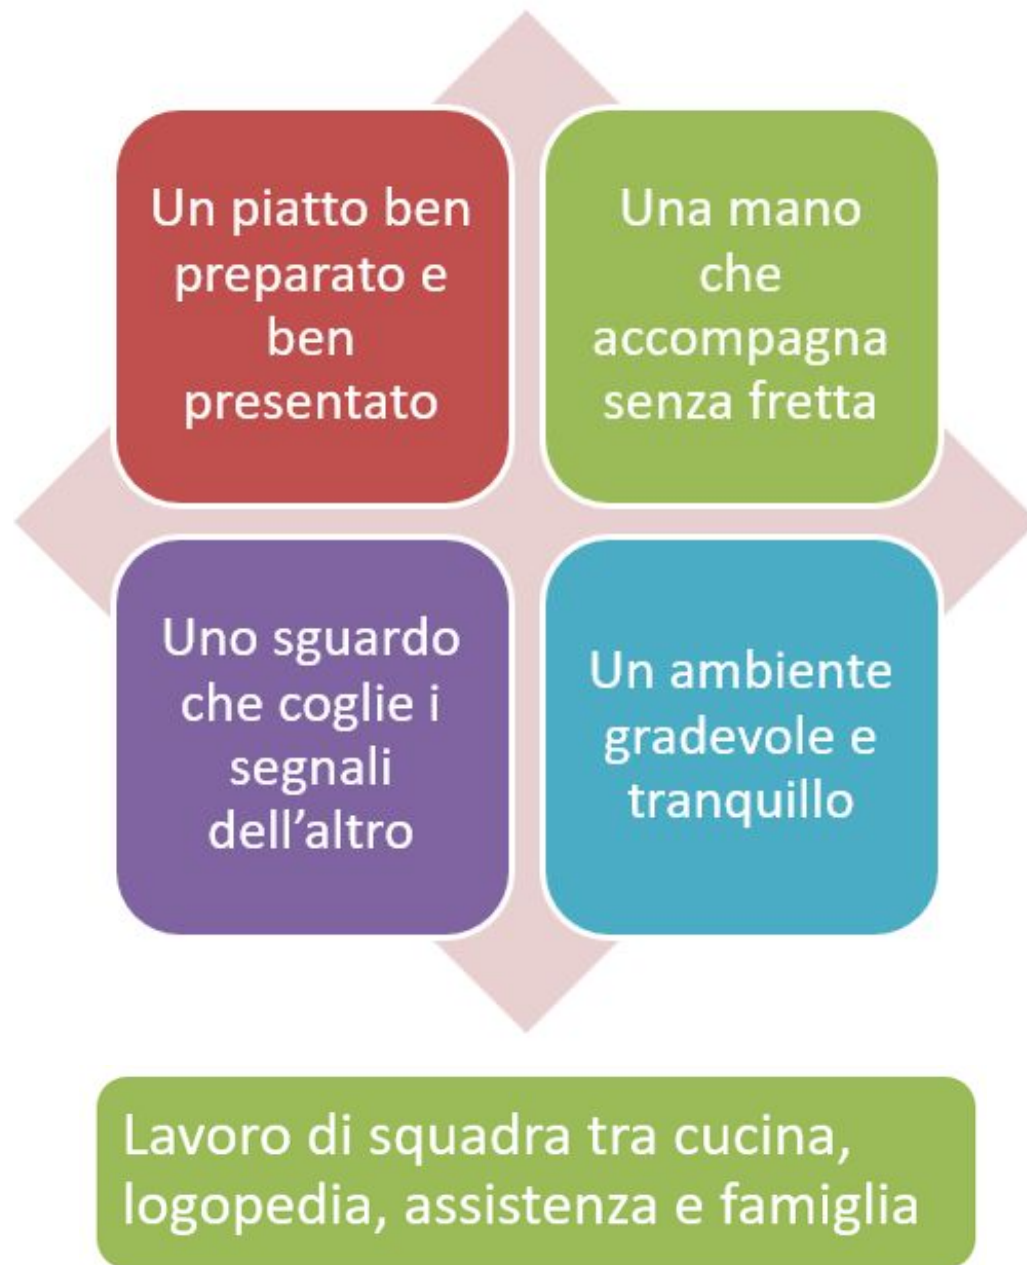 Un piatto ben
preparato e
ben
presentato
Una mano
che
accompagna
senza fretta
Uno sguardo
che coglie i
segnali
dell’altro
Un ambiente
gradevole e
tranquillo
Lavoro di squadra tra cucina,
logopedia, assistenza e famiglia